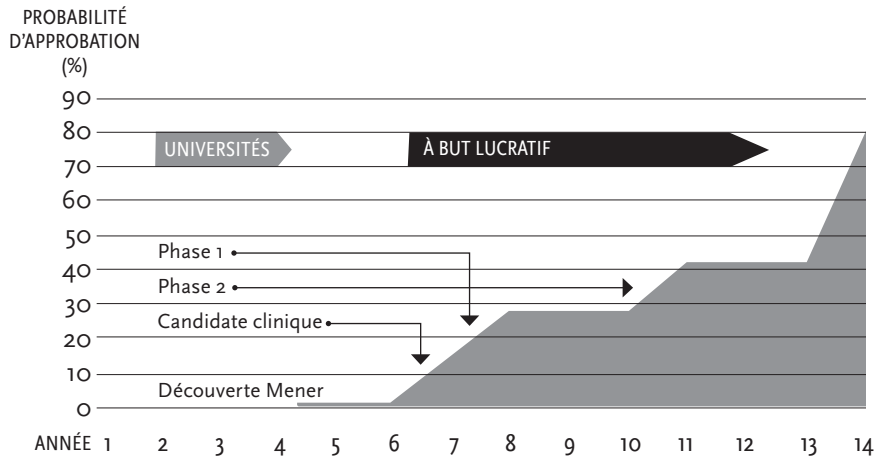 PROBABILITÉ
D'APPROBATION
(%)
90
80
UNIVERSITÉS
À BUT LUCRATIF
70
60
50
Phase 1
40
Phase 2
30
Candidate clinique
20
10
Découverte Mener
0
ANNÉE 1 2 3 4 5 6 7 8 9 10 11 12 13 14